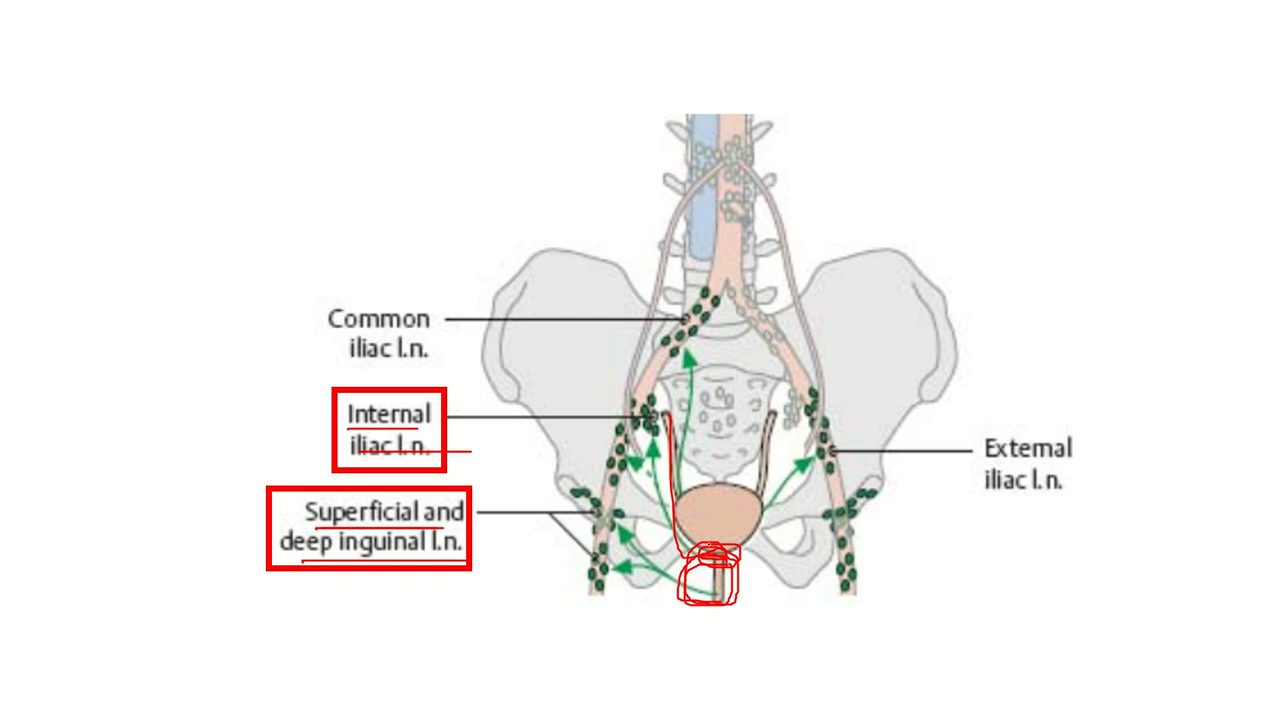 Common
iliac l.n.
Internal
iliac l.n.
Superficial and
deep inguinal l.n.
External
iliac l.n.